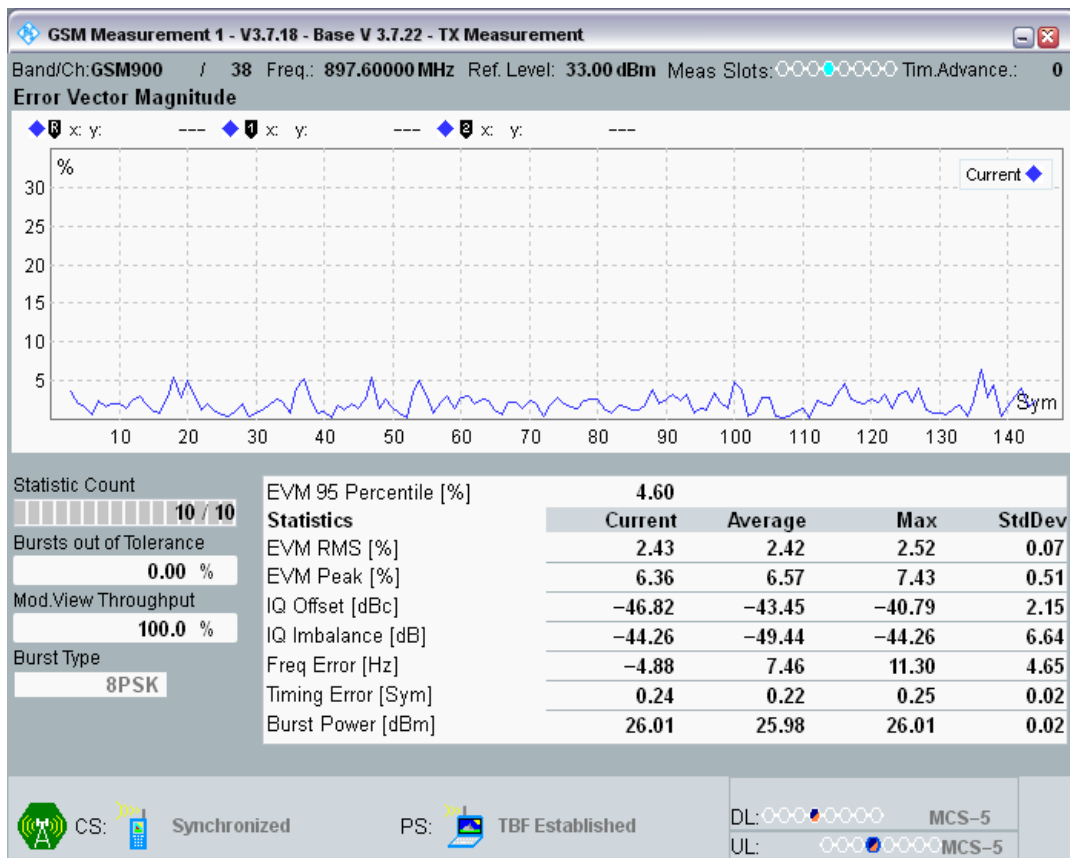 GSM Measurement 1 - V3.7.18 - Base V 3.7.22 - TX Measurement
Band/Ch:GSM900 / 38 Freq.: 897.60000 MHz Ref. Level: 33.00 dBm Meas Slots: Tim.Advance.: 0
Error Vector Magnitude
R x: y: --- 1 x: y: --- 2 x: y: ---
%
Current
30
25
20
15
10
5
Sym
10 20 30 40 50 60 70 80 90 100 110 120 130 140
Statistic Count
10 / 10
Bursts out of Tolerance
0.00 %
Mod.View Throughput
100.0 %
Burst Type
8PSK
EVM 95 Percentile [%] 4.60
Statistics Current Average Max StdDev
EVM RMS [%] 2.43 2.42 2.52 0.07
EVM Peak [%] 6.36 6.57 7.43 0.51
IQ Offset [dBc] −46.82 −43.45 −40.79 2.15
IQ Imbalance [dB] −44.26 −49.44 −44.26 6.64
Freq Error [Hz] −4.88 7.46 11.30 4.65
Timing Error [Sym] 0.24 0.22 0.25 0.02
Burst Power [dBm] 26.01 25.98 26.01 0.02
CS: Synchronized PS: TBF Established
DL: MCS−5
UL: MCS−5